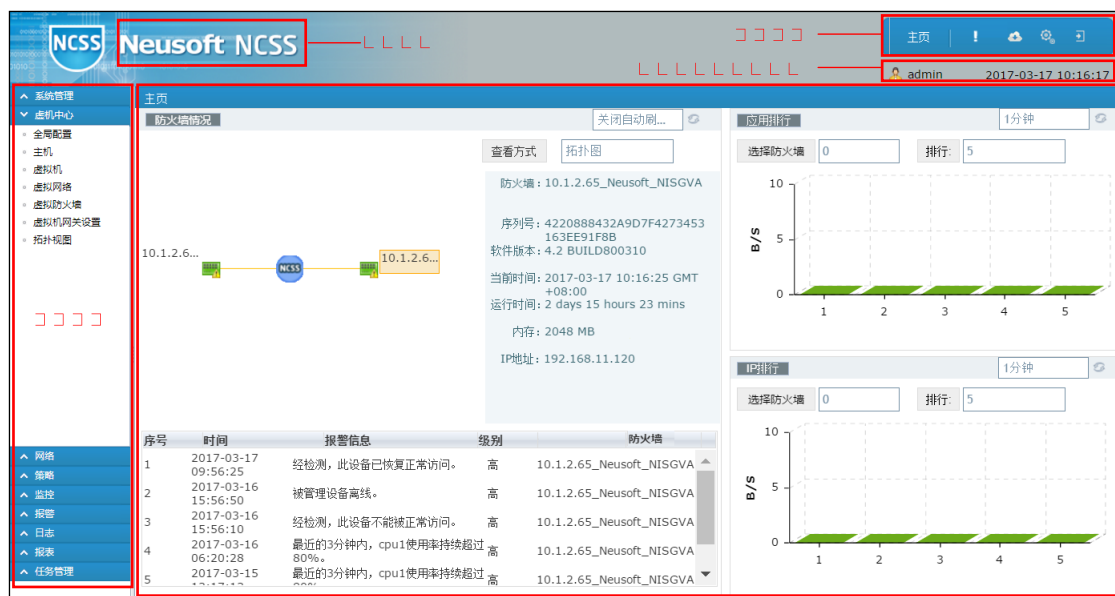 NCSS
Neusoft NCSS
主页
admin 2017-03-17 10:16:17
系统管理
虚机中心
全局配置
主机
虚拟机
虚拟网络
虚拟防火墙
虚拟机网关设置
拓扑视图
网络
策略
监控
报警
日志
报表
任务管理
主页
防火墙情况 关闭自动刷...
查看方式 拓扑图
10.1.2.6...
NCSS
10.1.2.6...
防火墙: 10.1.2.65_Neusoft_NISGVA
序列号: 4220888432A9D7F4273453
163EE91F8B
软件版本: 4.2 BUILD800310
当前时间: 2017-03-17 10:16:25 GMT
+08:00
运行时间: 2 days 15 hours 23 mins
内存: 2048 MB
IP地址: 192.168.11.120
序号 时间 报警信息 级别 防火墙
1 2017-03-17 09:56:25 经检测，此设备已恢复正常访问。 高 10.1.2.65_Neusoft_NISGVA
2 2017-03-16 15:56:50 被管理设备离线。 高 10.1.2.65_Neusoft_NISGVA
3 2017-03-16 15:56:10 经检测，此设备不能被正常访问。 高 10.1.2.65_Neusoft_NISGVA
4 2017-03-16 06:20:28 最近的3分钟内，cpu1使用率持续超过80%。 高 10.1.2.65_Neusoft_NISGVA
5 2017-03-15 最近的3分钟内，cpu1使用率持续超过 高 10.1.2.65_Neusoft_NISGVA
应用排行 1分钟
选择防火墙 0 排行: 5
B/S
10
5
0
1 2 3 4 5
IP排行 1分钟
选择防火墙 0 排行: 5
B/S
10
5
0
1 2 3 4 5